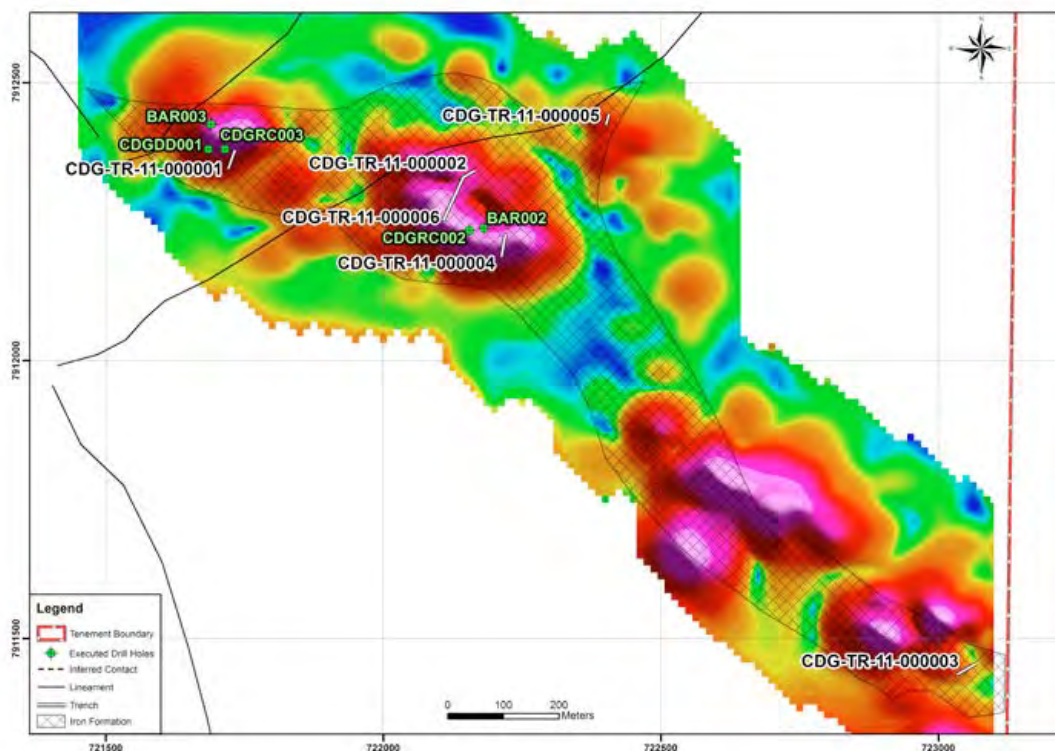 7912500
7912000
7911500
BAR003
CDGRC003
CDGDD001
CDG-TR-11-000001
CDG-TR-11-000005
CDG-TR-11-000002
CDG-TR-11-000006
BAR002
CDGRC002
CDG-TR-11-000004
CDG-TR-11-000003
Legend
Tenement Boundary
Executed Drill Holes
Inferred Contact
Lineament
Trench
Iron Formation
0 100 200
Meters
721500 722000 722500 723000